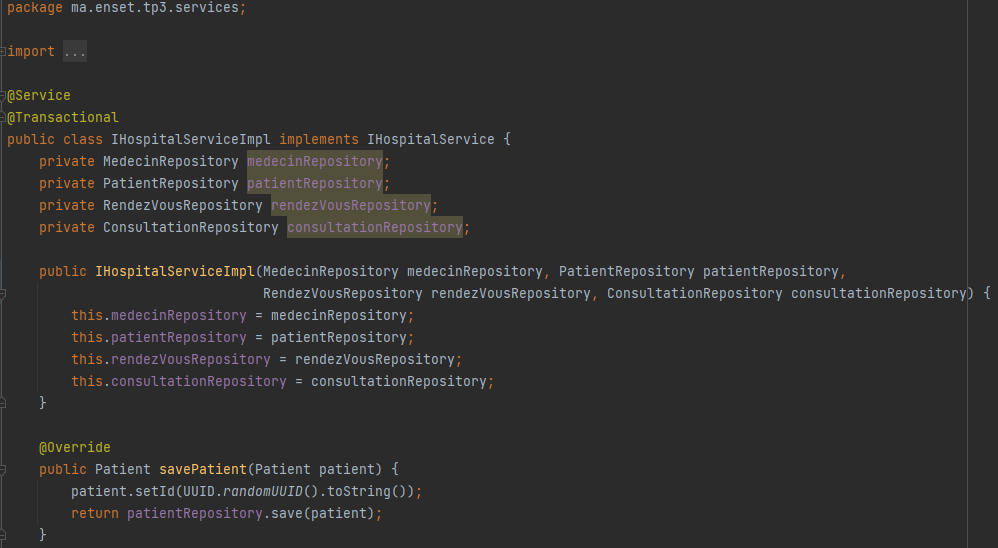 package ma.enset.tp3.services;
import ...
@Service
@Transactional
public class IHospitalServiceImpl implements IHospitalService {
private MedecinRepository medecinRepository;
private PatientRepository patientRepository;
private RendezVousRepository rendezVousRepository;
private ConsultationRepository consultationRepository;
public IHospitalServiceImpl(MedecinRepository medecinRepository, PatientRepository patientRepository,
RendezVousRepository rendezVousRepository, ConsultationRepository consultationRepository) {
this.medecinRepository = medecinRepository;
this.patientRepository = patientRepository;
this.rendezVousRepository = rendezVousRepository;
this.consultationRepository = consultationRepository;
}
@Override
public Patient savePatient(Patient patient) {
patient.setId(UUID.randomUUID().toString());
return patientRepository.save(patient);
}